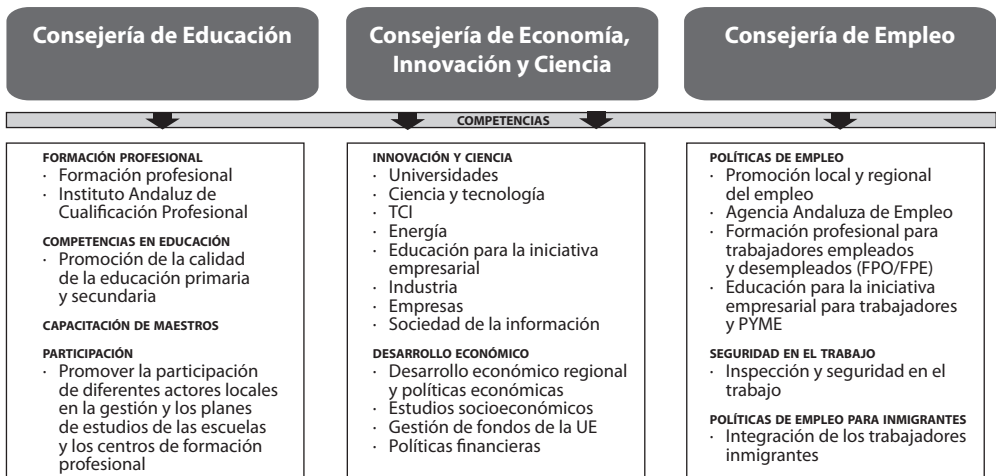 Consejería de Educación
Consejería de Economía,
Innovación y Ciencia
Consejería de Empleo
COMPETENCIAS
FORMACIÓN PROFESIONAL
· Formación profesional
· Instituto Andaluz de
Cualificación Profesional
COMPETENCIAS EN EDUCACIÓN
· Promoción de la calidad
de la educación primaria
y secundaria
CAPACITACIÓN DE MAESTROS
PARTICIPACIÓN
· Promover la participación
de diferentes actores locales
en la gestión y los planes
de estudios de las escuelas
y los centros de formación
profesional
INNOVACIÓN Y CIENCIA
· Universidades
· Ciencia y tecnología
· TCI
· Energía
· Educación para la iniciativa
empresarial
· Industria
· Empresas
· Sociedad de la información
DESARROLLO ECONÓMICO
· Desarrollo económico regional
y políticas económicas
· Estudios socioeconómicos
· Gestión de fondos de la UE
· Políticas financieras
POLÍTICAS DE EMPLEO
· Promoción local y regional
del empleo
· Agencia Andaluza de Empleo
· Formación profesional para
trabajadores empleados
y desempleados (FPO/FPE)
· Educación para la iniciativa
empresarial para trabajadores
y PYME
SEGURIDAD EN EL TRABAJO
· Inspección y seguridad en el
trabajo
POLÍTICAS DE EMPLEO PARA INMIGRANTES
· Integración de los trabajadores
inmigrantes